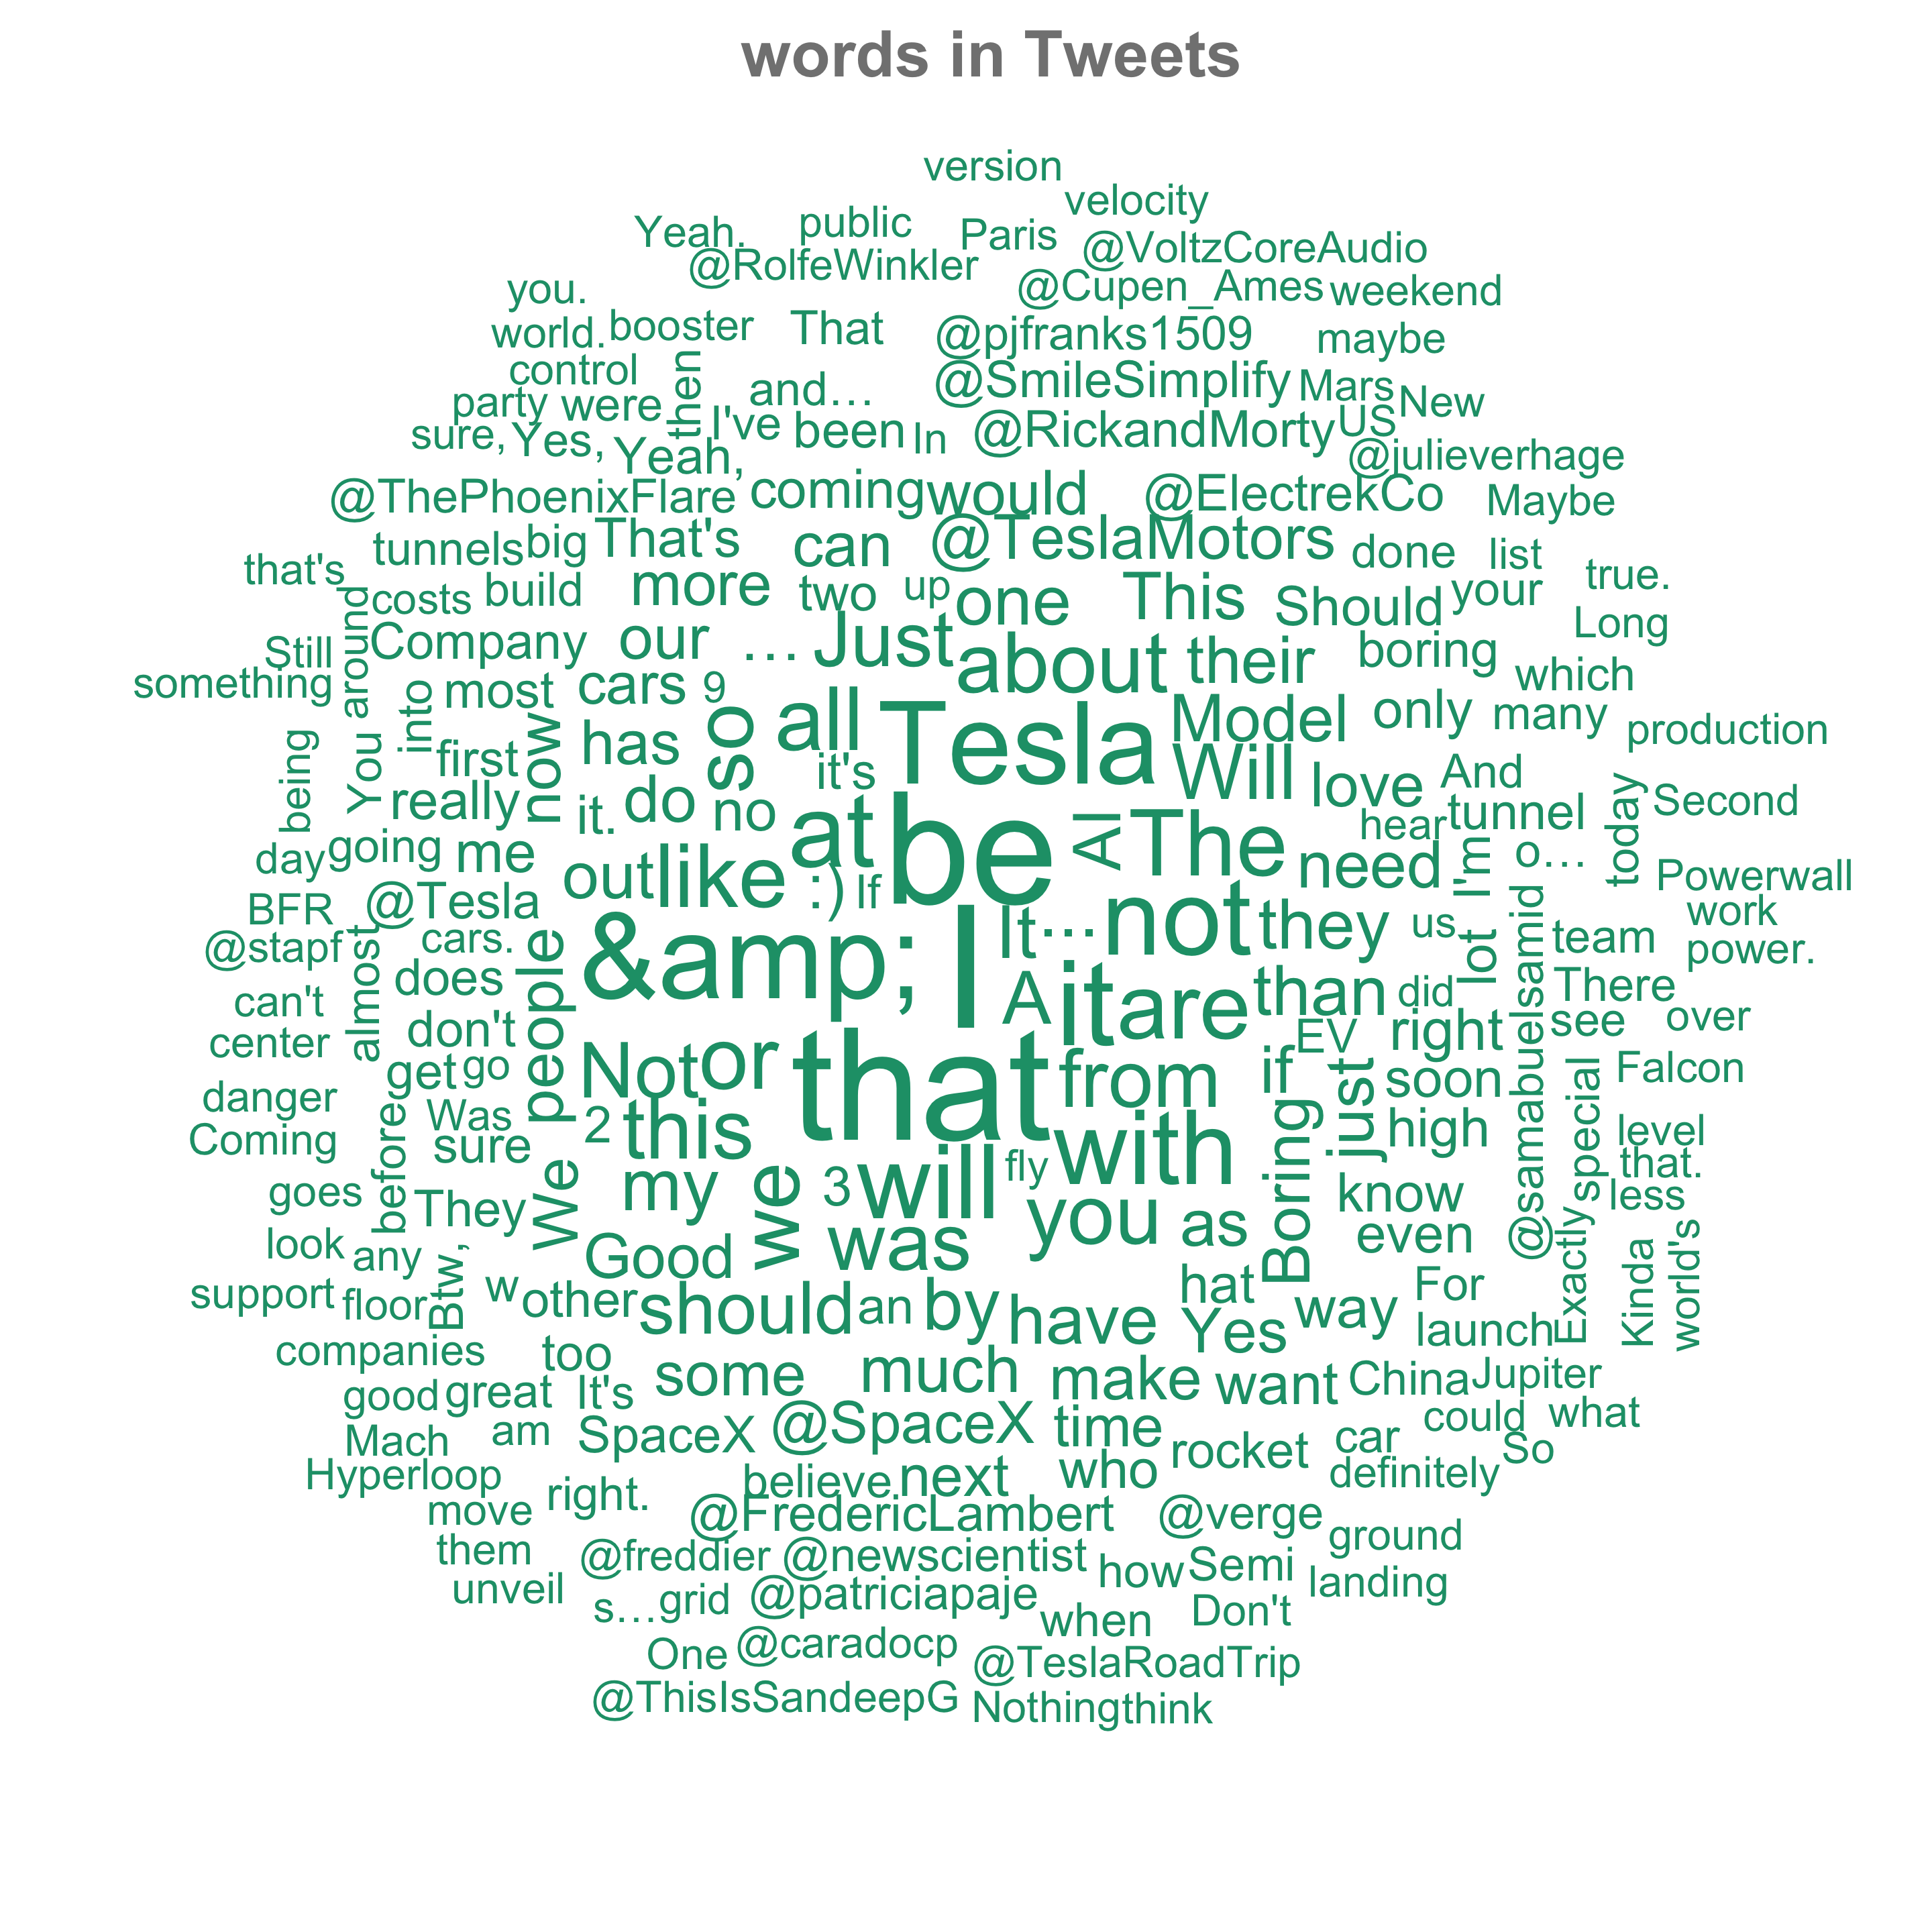 words in Tweets
version
velocity
Yeah. public Paris @VoltzCoreAudio
@RolfeWinkler @Cupen_Ames weekend
you.
world. booster That @pjfranks1509 maybe
control then and… @SmileSimplify Mars New
party were I've been In @RickandMorty US
sure, Yes, Yeah, @julieverhage
@ThePhoenixFlare coming would @ElectrekCo Maybe
tunnels big That's can @TeslaMotors done list
that's costs build more two up one This Should your true.
around Company our … Just about their boring Long
Still something into most cars 9 which
You now has so all Tesla Model only many production
being first it's Will love And
really it. do no at be AI The hear tunnel today Second
day going me out like :) If need I'm o… Powerwall
BFR @Tesla &amp; I It ... not they us lot work
@stapf cars. people @samabuelsamid team power.
can't almost does A it are than did There
center don't Not or that from if EV right see over
danger get go just soon special Falcon
Coming before Was sure 2 this with Boring high level
that.
goes They We my we 3 will fly you as know less
look any Btw, Good was even Exactly Kinda world's
support floor w other should an by have hat Yes way For launch
companies too some much make want China Jupiter
good great It's could what
Mach am SpaceX @SpaceX time rocket car So
Hyperloop right. believe next who definitely
move @FredericLambert @verge ground
them @freddier @newscientist how Semi landing
unveil s… grid @patriciapaje when Don't
One @caradocp @TeslaRoadTrip
@ThisIsSandeepG Nothing think